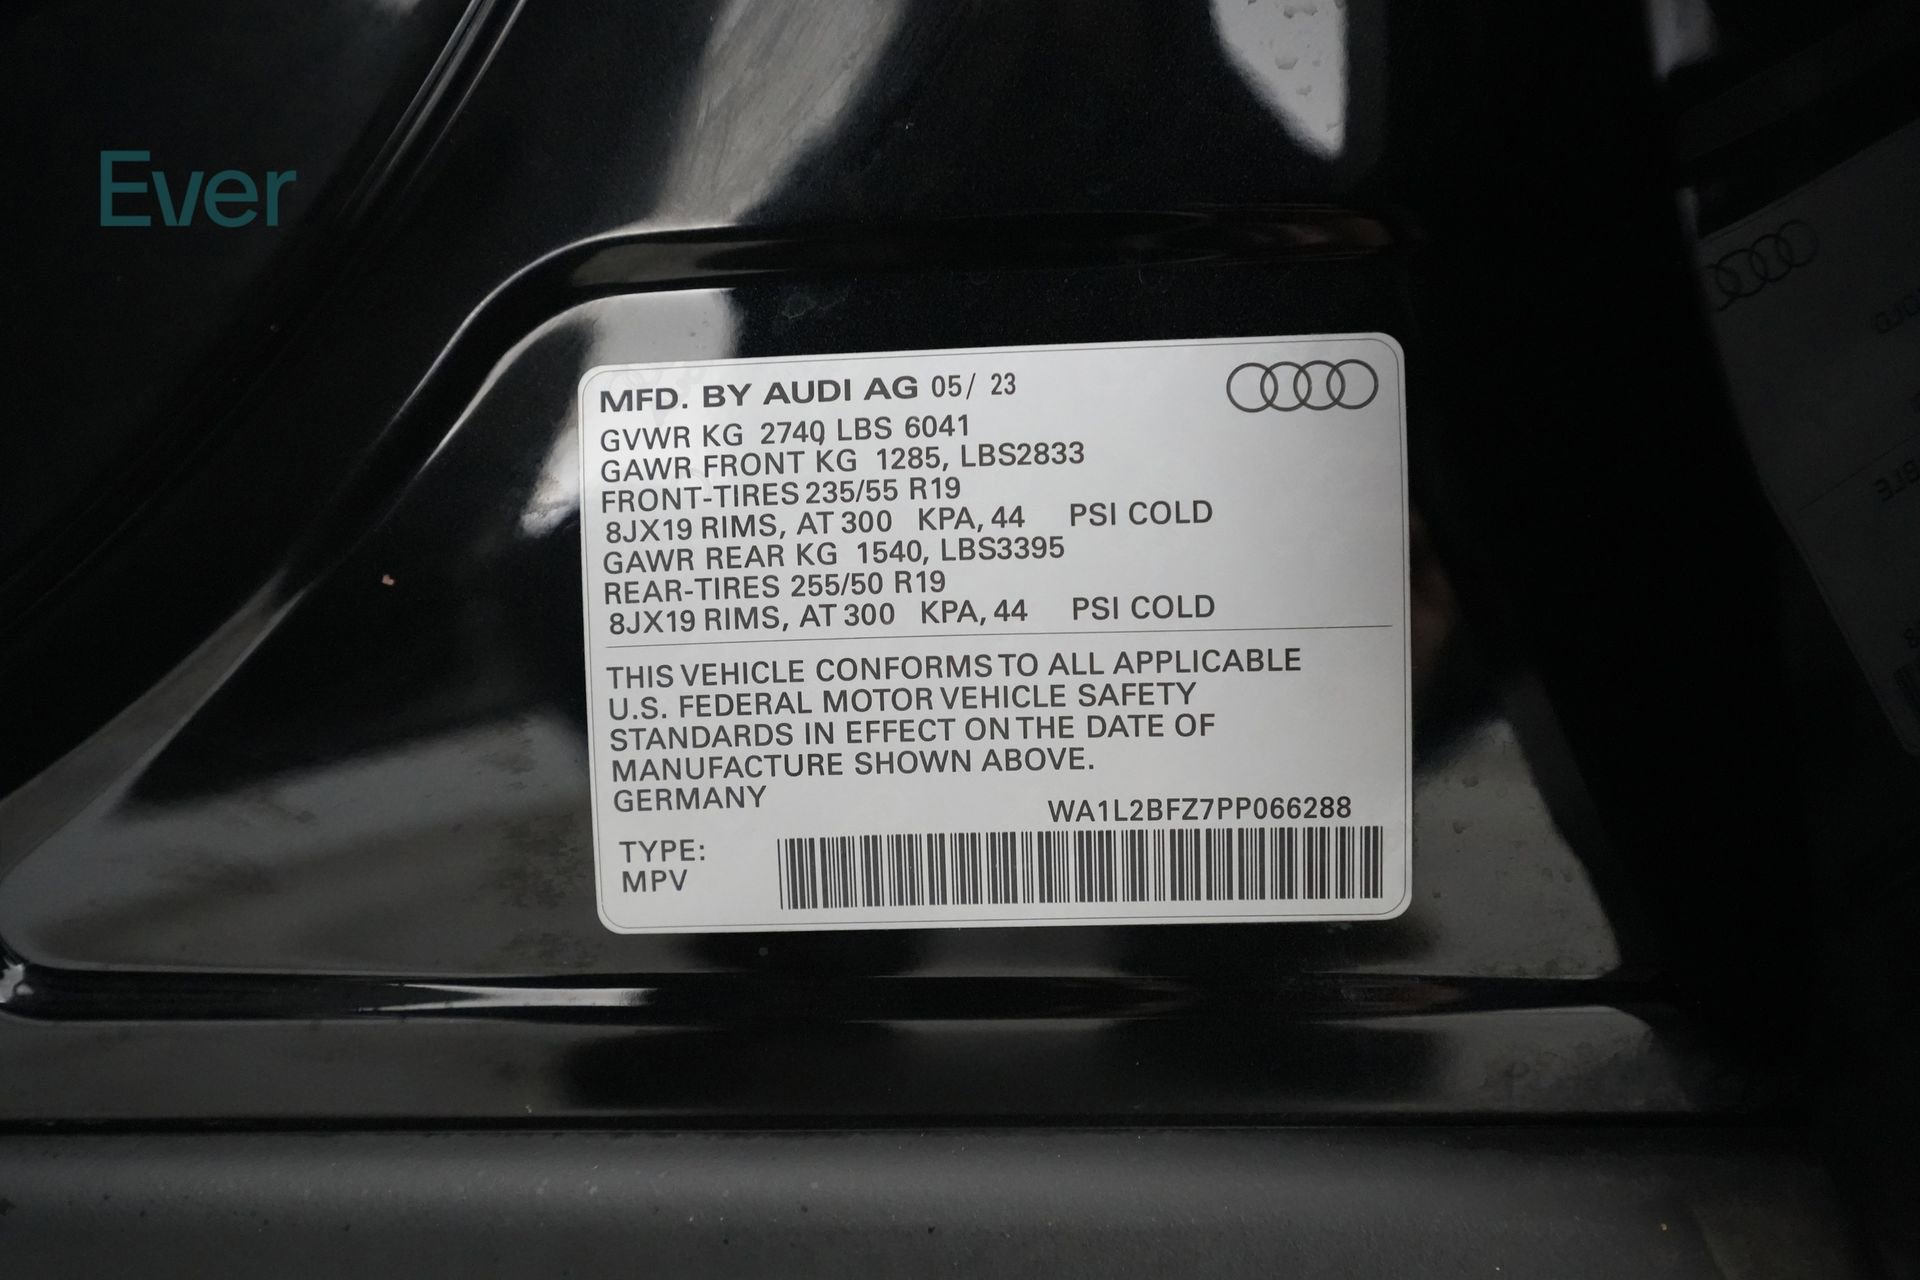 Ever
MFD. BY AUDI AG 05/ 23
GVWR KG 2740 LBS 6041
GAWR FRONT KG 1285, LBS2833
FRONT-TIRES 235/55 R19
8JX19 RIMS, AT 300 KPA, 44 PSI COLD
GAWR REAR KG 1540, LBS3395
REAR-TIRES 255/50 R19
8JX19 RIMS, AT 300 KPA, 44 PSI COLD
THIS VEHICLE CONFORMS TO ALL APPLICABLE
U.S. FEDERAL MOTOR VEHICLE SAFETY
STANDARDS IN EFFECT ON THE DATE OF
MANUFACTURE SHOWN ABOVE.
GERMANY
WA1L2BFZ7PP066288
TYPE:
MPV